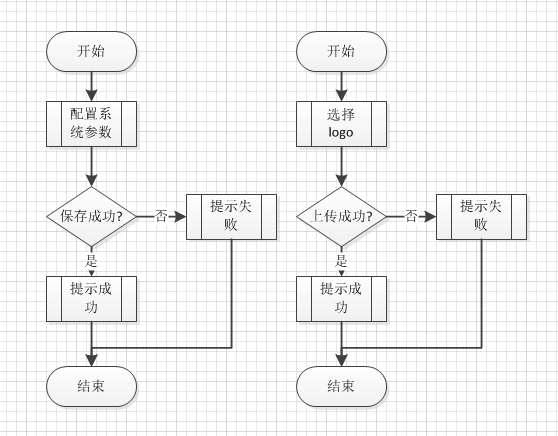 开始
配置系
统参数
保存成功?
否
提示失
败
是
提示成
功
结束
开始
选择
logo
上传成功?
否
提示失
败
是
提示成
功
结束